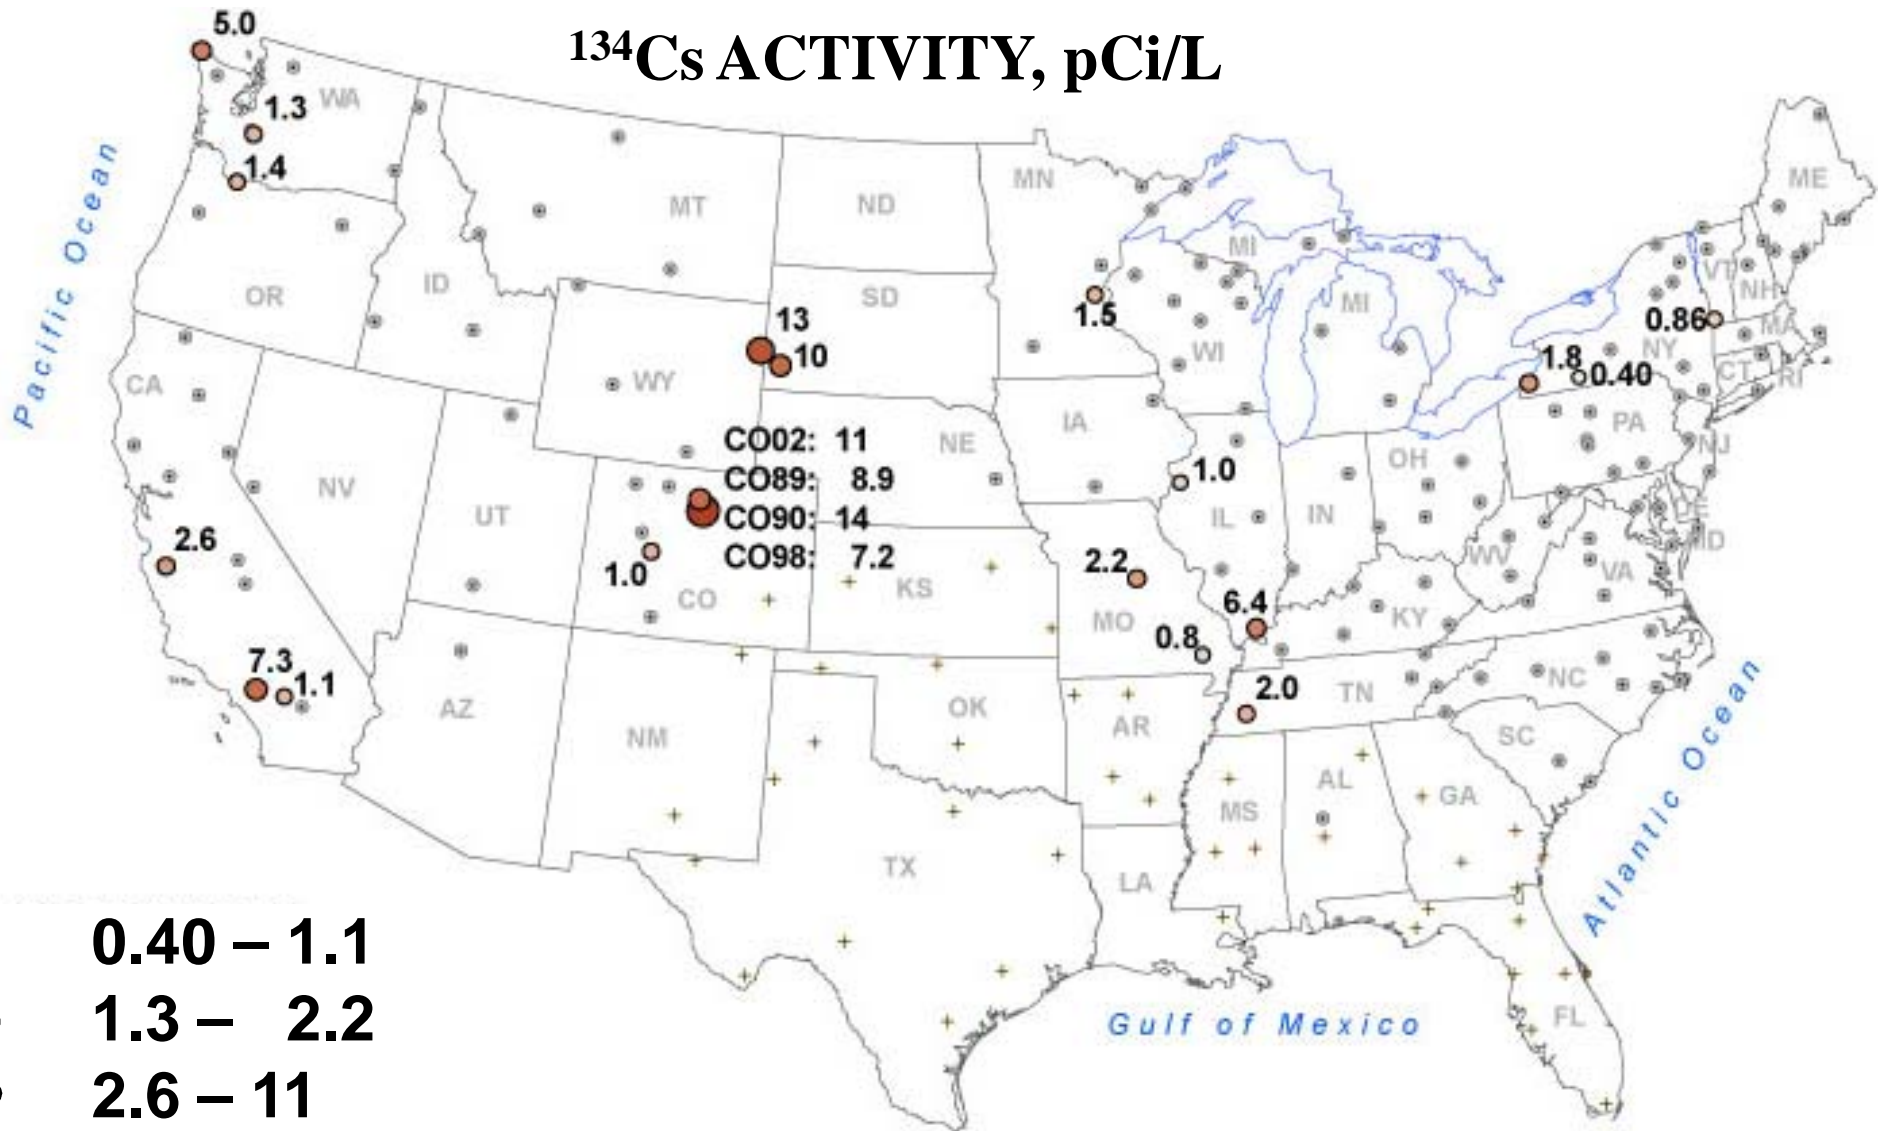 ¹³⁴Cs ACTIVITY, pCi/L
5.0
WA
1.3
1.4
Pacific Ocean
MT
ND
MN
ME
OR
ID
SD
MI
MI
VT
NH
13
10
1.5
WI
0.86
MA
NY
1.8
0.40
CT
RI
CA
WY
CO02: 11
CO89: 8.9
CO90: 14
CO98: 7.2
NE
IA
PA
NJ
OH
1.0
NV
UT
IL
IN
DE
MD
2.6
1.0
CO
KS
2.2
WV
VA
MO
6.4
KY
0.8
7.3
1.1
2.0
TN
NC
AZ
NM
OK
AR
SC
MS
AL
GA
Atlantic Ocean
TX
LA
FL
Gulf of Mexico
0.40 – 1.1
1.3 – 2.2
2.6 – 11